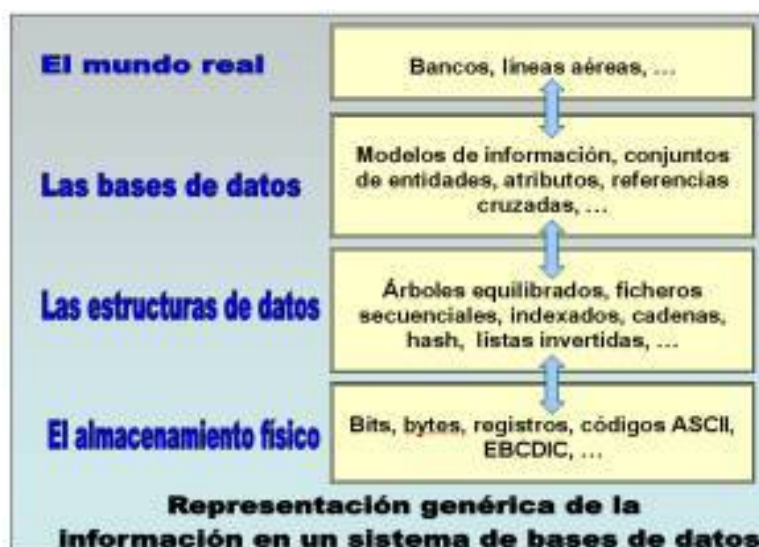 El mundo real
Bancos, líneas aéreas, ...
Las bases de datos
Modelos de información, conjuntos
de entidades, atributos, referencias
cruzadas, ...
Las estructuras de datos
Árboles equilibrados, ficheros
secuenciales, indexados, cadenas,
hash, listas invertidas, ...
El almacenamiento físico
Bits, bytes, registros, códigos ASCII,
EBCDIC, ...
Representación genérica de la
información en un sistema de bases de datos